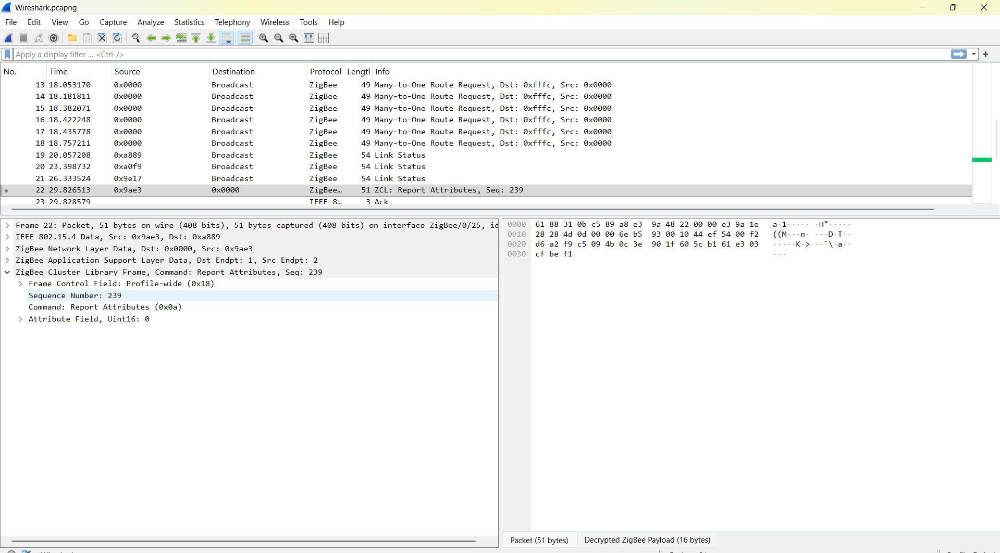 Wireshark.pcapng
File Edit View Go Capture Analyze Statistics Telephony Wireless Tools Help
Apply a display filter ... <Ctrl-/>
No. Time Source Destination Protocol Length Info
13 18.053170 0x0000 Broadcast ZigBee 49 Many-to-One Route Request, Dst: 0xfffc, Src: 0x0000
14 18.181811 0x0000 Broadcast ZigBee 49 Many-to-One Route Request, Dst: 0xfffc, Src: 0x0000
15 18.382071 0x0000 Broadcast ZigBee 49 Many-to-One Route Request, Dst: 0xfffc, Src: 0x0000
16 18.422248 0x0000 Broadcast ZigBee 49 Many-to-One Route Request, Dst: 0xfffc, Src: 0x0000
17 18.435778 0x0000 Broadcast ZigBee 49 Many-to-One Route Request, Dst: 0xfffc, Src: 0x0000
18 18.757211 0x0000 Broadcast ZigBee 49 Many-to-One Route Request, Dst: 0xfffc, Src: 0x0000
19 20.057208 0xa889 Broadcast ZigBee 54 Link Status
20 23.398732 0xa0f9 Broadcast ZigBee 54 Link Status
21 26.333524 0x9e17 Broadcast ZigBee 54 Link Status
22 29.826513 0x9ae3 0x0000 ZigBee… 51 ZCL: Report Attributes, Seq: 239
23 29.828579 IEEE 8… 3 Ack
Frame 22: Packet, 51 bytes on wire (408 bits), 51 bytes captured (408 bits) on interface ZigBee/0/25, id
IEEE 802.15.4 Data, Src: 0x9ae3, Dst: 0xa889
ZigBee Network Layer Data, Dst: 0x0000, Src: 0x9ae3
ZigBee Application Support Layer Data, Dst Endpt: 1, Src Endpt: 2
ZigBee Cluster Library Frame, Command: Report Attributes, Seq: 239
Frame Control Field: Profile-wide (0x18)
Sequence Number: 239
Command: Report Attributes (0x0a)
Attribute Field, Uint16: 0
0000 61 88 31 0b c5 89 a8 e3 9a 48 22 00 00 e3 9a 1e a·1····· ·H"·····
0010 28 28 4d 0d 00 00 6e b5 93 00 10 44 ef 54 00 f2 ((M···n· ···D·T··
0020 d6 a2 f9 c5 09 4b 0c 3e 90 1f 60 5c b1 61 e3 03 ·····K·> ··`\·a··
0030 cf be f1 ···
Packet (51 bytes) Decrypted ZigBee Payload (16 bytes)